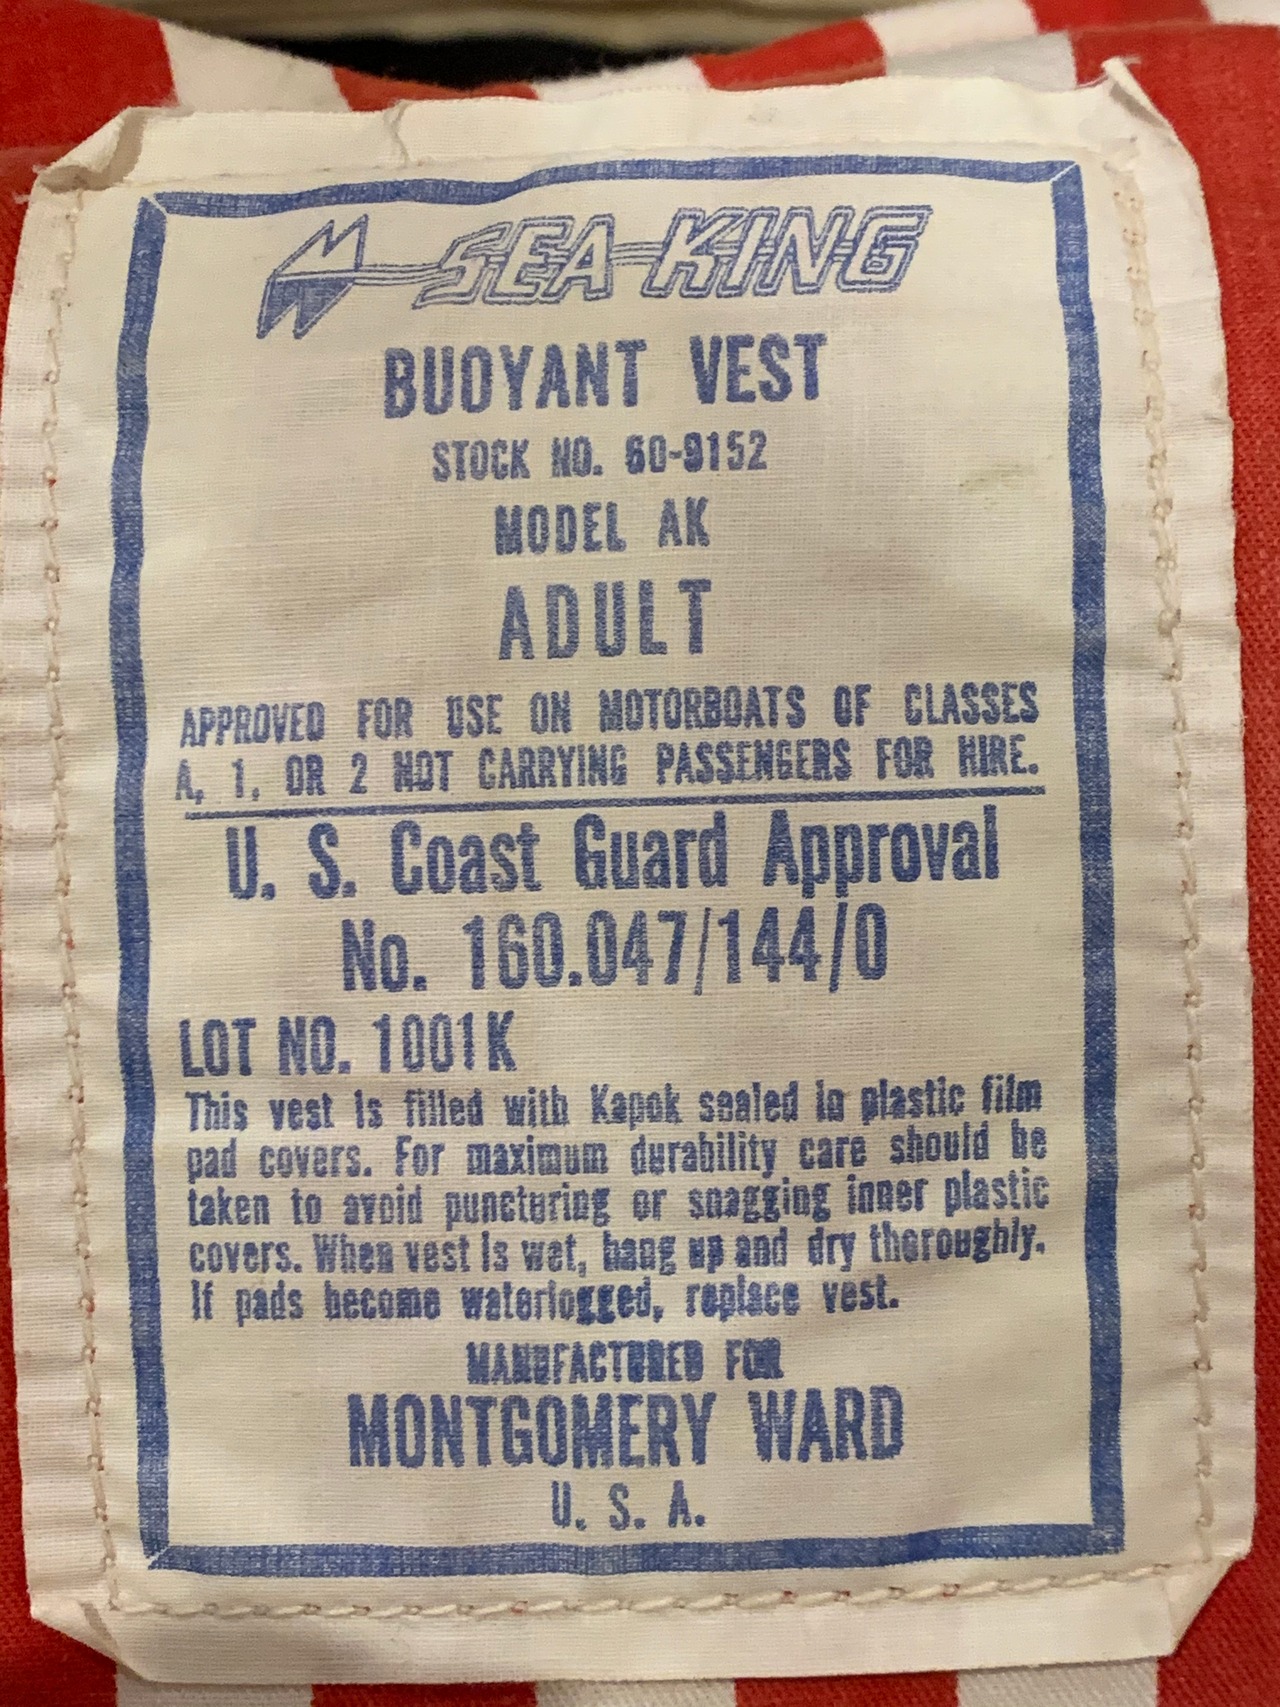 MW SEA KING
BUOYANT VEST
STOCK NO. 60-9152
MODEL AK
ADULT
APPROVED FOR USE ON MOTORBOATS OF CLASSES
A, 1, OR 2 NOT CARRYING PASSENGERS FOR HIRE.
U. S. Coast Guard Approval
No. 160.047/144/0
LOT NO. 1001K
This vest is filled with Kapok sealed in plastic film
pad covers. For maximum durability care should be
taken to avoid puncturing or snagging inner plastic
covers. When vest is wet, hang up and dry thoroughly.
If pads become waterlogged, replace vest.
MANUFACTURED FOR
MONTGOMERY WARD
U. S. A.